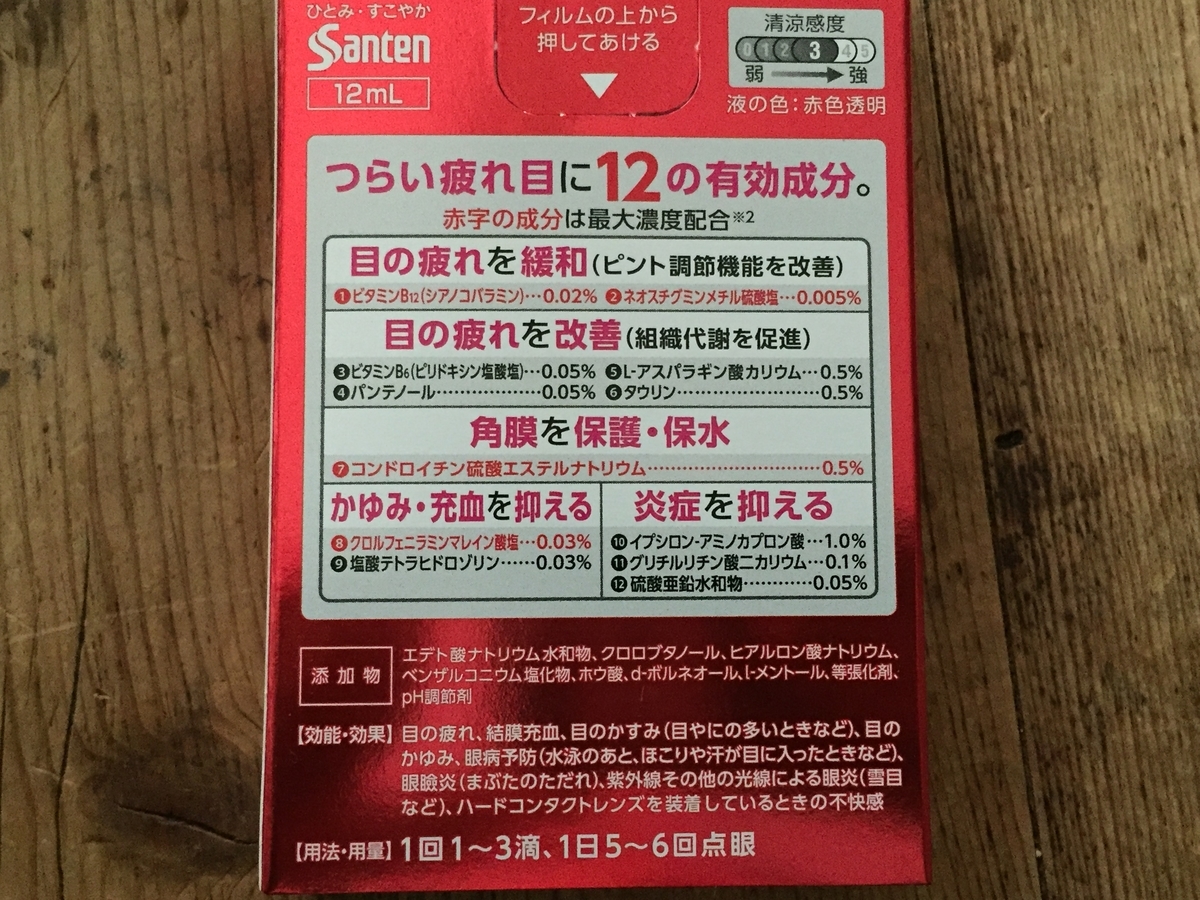 ひとみ・すこやか
Santen
12mL
フィルムの上から
押してあける
清涼感度
0 1 2 3 4 5
弱 強
液の色：赤色透明
つらい疲れ目に12の有効成分。
赤字の成分は最大濃度配合※2
目の疲れを緩和(ピント調節機能を改善)
❶ビタミンB12(シアノコバラミン)…0.02% ❷ネオスチグミンメチル硫酸塩…0.005%
目の疲れを改善(組織代謝を促進)
❸ビタミンB6(ピリドキシン塩酸塩)…0.05% ❺L-アスパラギン酸カリウム…0.5%
❹パンテノール……………0.05% ❻タウリン……………………0.5%
角膜を保護・保水
❼コンドロイチン硫酸エステルナトリウム……………………0.5%
かゆみ・充血を抑える
❽クロルフェニラミンマレイン酸塩…0.03%
❾塩酸テトラヒドロゾリン……0.03%
炎症を抑える
❿イプシロン-アミノカプロン酸…1.0%
⓫グリチルリチン酸二カリウム…0.1%
⓬硫酸亜鉛水和物…………0.05%
添加物
エデト酸ナトリウム水和物、クロロブタノール、ヒアルロン酸ナトリウム、
ベンザルコニウム塩化物、ホウ酸、d-ボルネオール、l-メントール、等張化剤、
pH調節剤
【効能・効果】目の疲れ、結膜充血、目のかすみ(目やにの多いときなど)、目の
かゆみ、眼病予防(水泳のあと、ほこりや汗が目に入ったときなど)、
眼瞼炎(まぶたのただれ)、紫外線その他の光線による眼炎(雪目
など)、ハードコンタクトレンズを装着しているときの不快感
【用法・用量】1回1〜3滴、1日5〜6回点眼